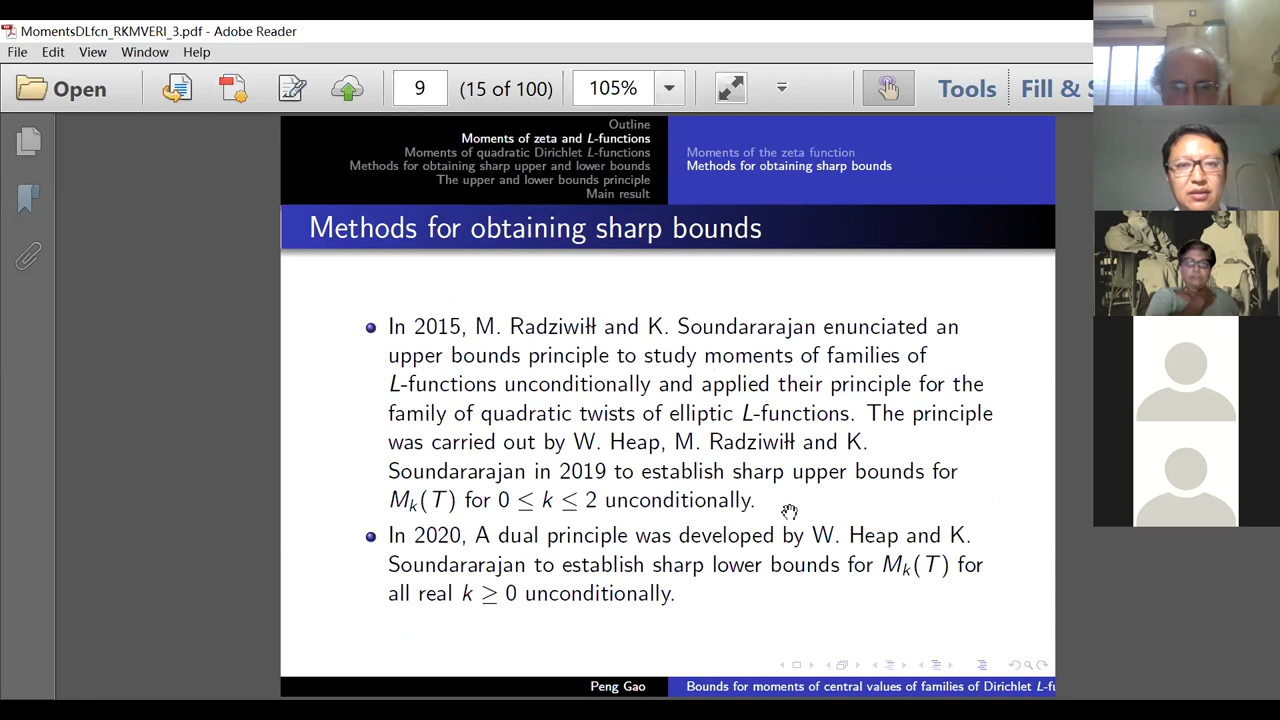 MomentsDLfcn_RKMVERI_3.pdf - Adobe Reader
File Edit View Window Help
Open 9 (15 of 100) 105% Tools Fill & S
Outline
Moments of zeta and L-functions
Moments of quadratic Dirichlet L-functions
Methods for obtaining sharp upper and lower bounds
The upper and lower bounds principle
Main result
Moments of the zeta function
Methods for obtaining sharp bounds
Methods for obtaining sharp bounds
In 2015, M. Radziwiłł and K. Soundararajan enunciated an
upper bounds principle to study moments of families of
L-functions unconditionally and applied their principle for the
family of quadratic twists of elliptic L-functions. The principle
was carried out by W. Heap, M. Radziwiłł and K.
Soundararajan in 2019 to establish sharp upper bounds for
Mₖ(T) for 0 ≤ k ≤ 2 unconditionally.
In 2020, A dual principle was developed by W. Heap and K.
Soundararajan to establish sharp lower bounds for Mₖ(T) for
all real k ≥ 0 unconditionally.
Peng Gao Bounds for moments of central values of families of Dirichlet L-fu